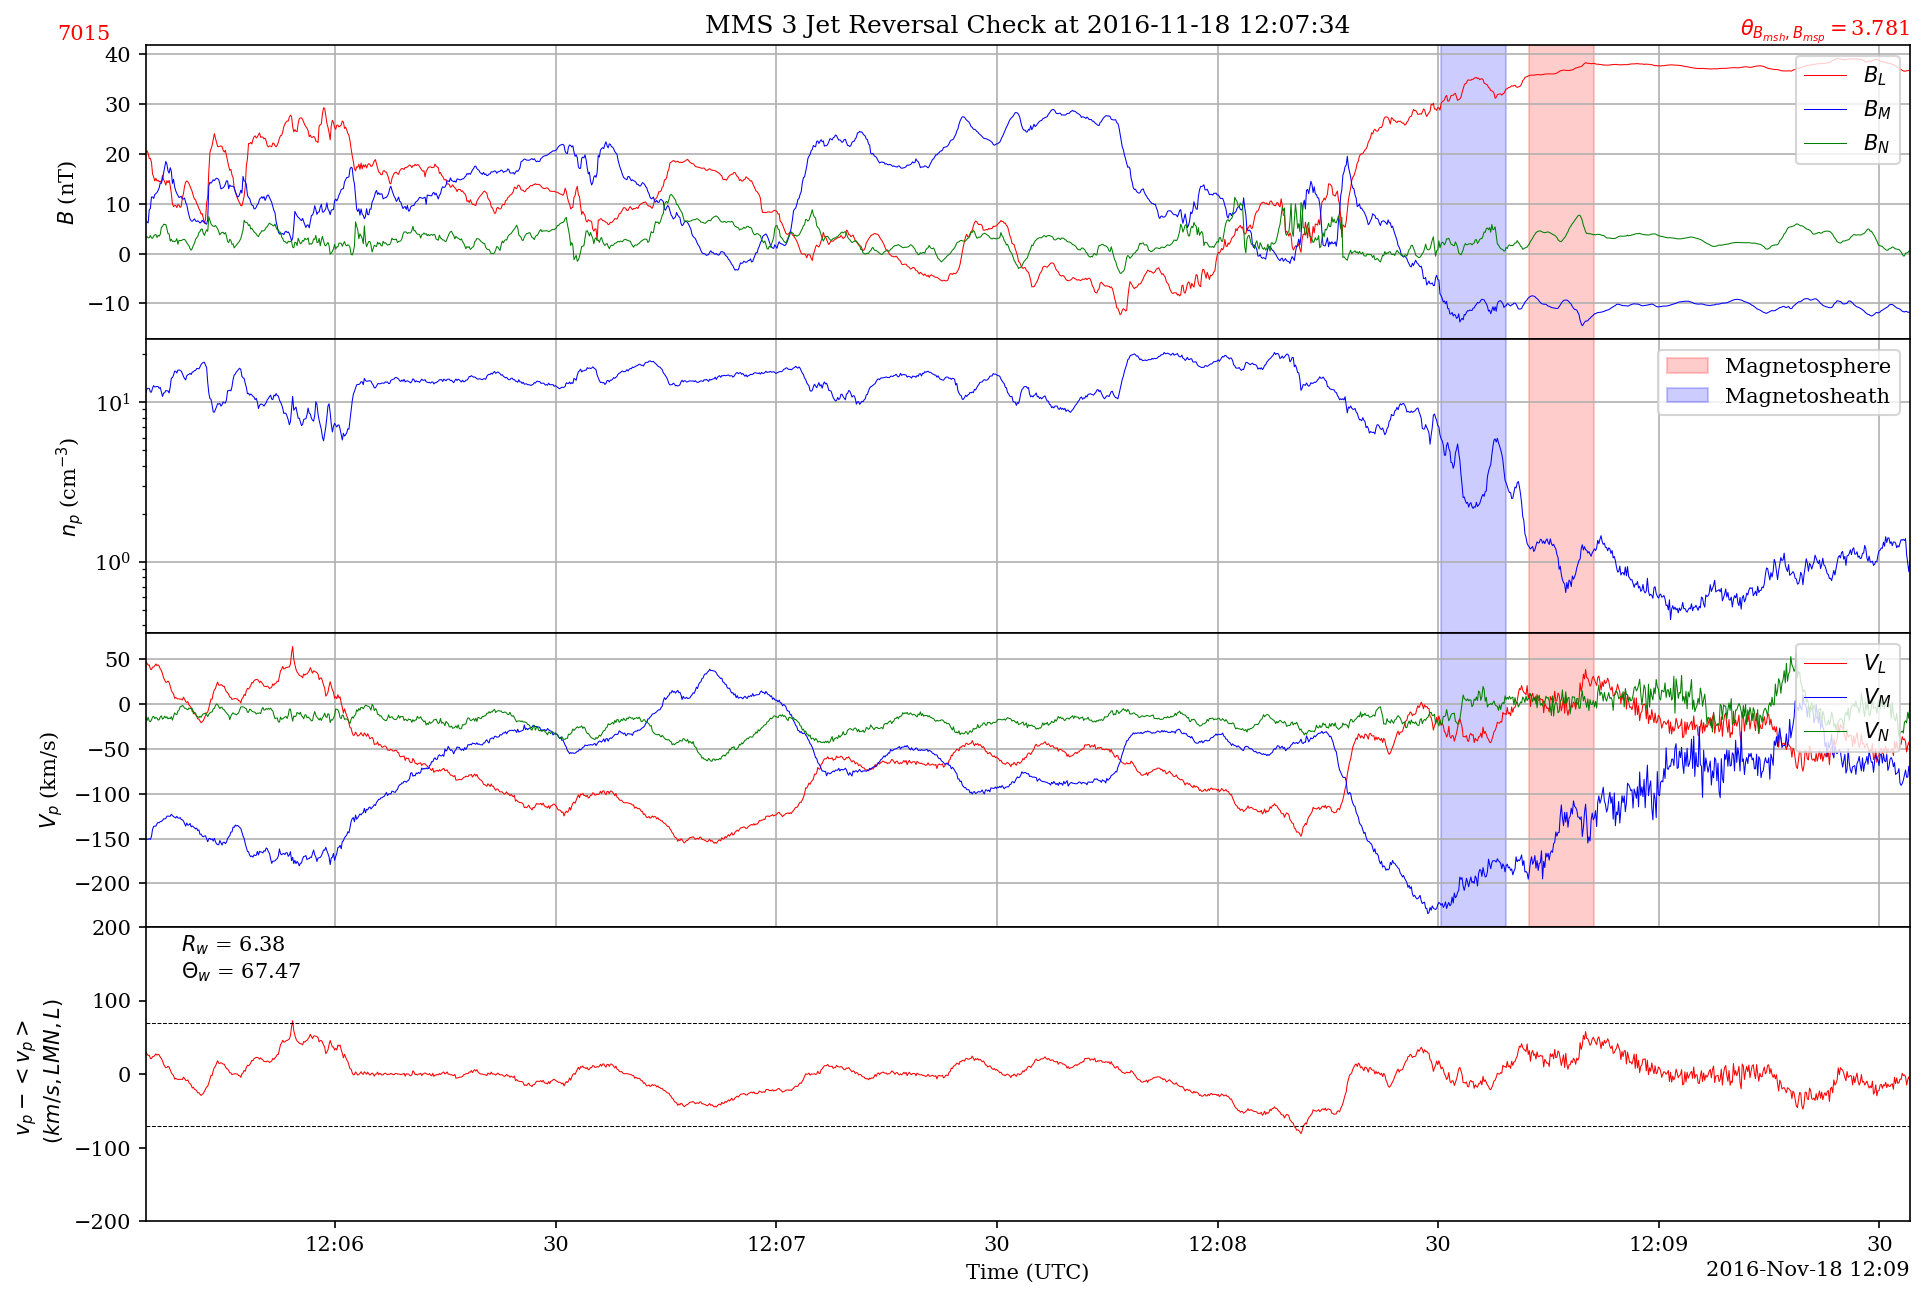 MMS 3 Jet Reversal Check at 2016-11-18 12:07:34
7015
θ_{B_{msh}, B_{msp}} = 3.781
40
30
20
10
0
−10
B (nT)
B_L
B_M
B_N
10^1
10^0
n_p (cm^{−3})
Magnetosphere
Magnetosheath
50
0
−50
−100
−150
−200
V_p (km/s)
V_L
V_M
V_N
200
100
0
−100
−200
v_p − < v_p >
(km/s, LMN, L)
R_w = 6.38
Θ_w = 67.47
12:06
30
12:07
30
12:08
30
12:09
30
Time (UTC)
2016-Nov-18 12:09